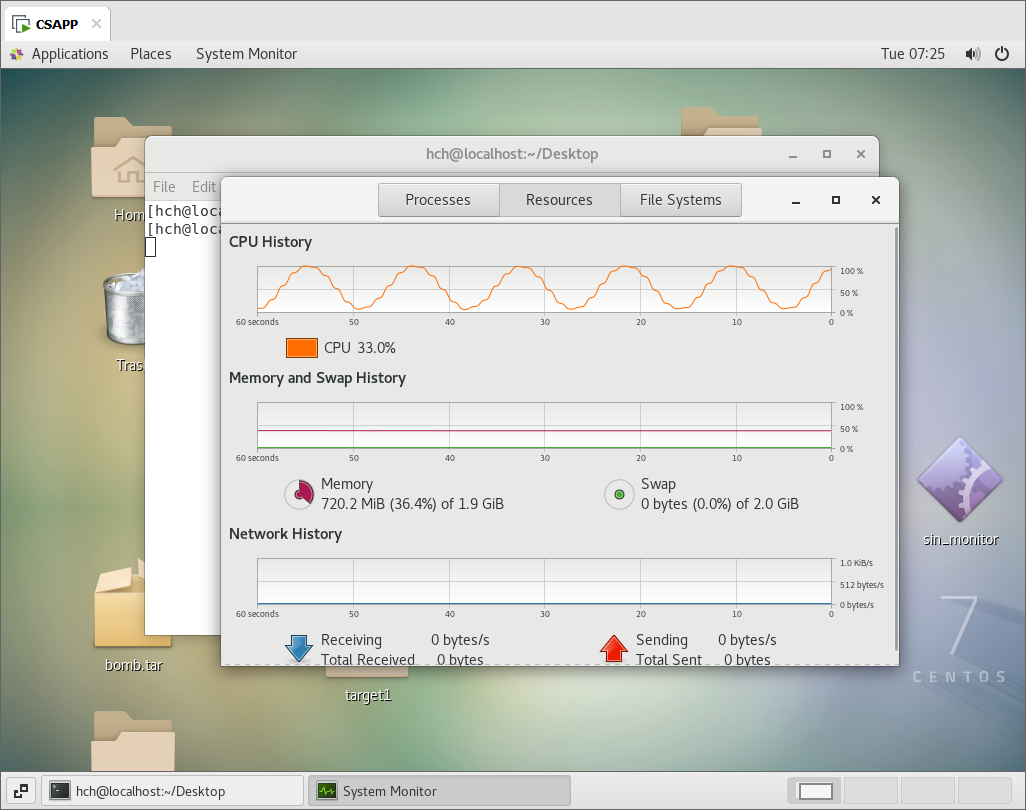 CSAPP
Applications Places System Monitor Tue 07:25
hch@localhost:~/Desktop
File Edit
Processes Resources File Systems
Home
[hch@loca
[hch@loca
CPU History
100 %
50 %
0 %
60 seconds 50 40 30 20 10 0
CPU 33.0%
Trash
Memory and Swap History
100 %
50 %
0 %
60 seconds 50 40 30 20 10 0
Memory
720.2 MiB (36.4%) of 1.9 GiB
Swap
0 bytes (0.0%) of 2.0 GiB
Network History
1.0 KiB/s
512 bytes/s
0 bytes/s
60 seconds 50 40 30 20 10 0
Receiving 0 bytes/s
Total Received 0 bytes
Sending 0 bytes/s
Total Sent 0 bytes
sin_monitor
7
CENTOS
bomb.tar
target1
hch@localhost:~/Desktop
System Monitor